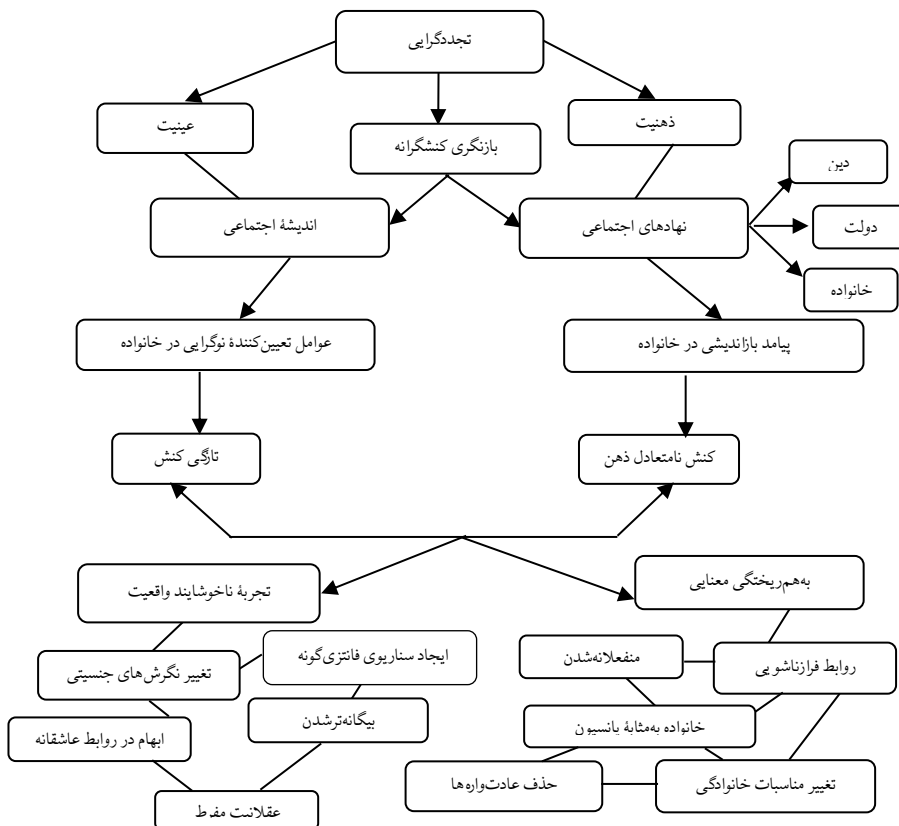 تجددگرایی
ذهنیت
عینیت
بازنگری کنشگرانه
دین
دولت
خانواده
نهادهای اجتماعی
اندیشهٔ اجتماعی
پیامد بازاندیشی در خانواده
عوامل تعیین‌کنندهٔ نوگرایی در خانواده
کنش نامتعادل ذهن
تازگی کنش
به‌هم‌ریختگی معنایی
تجربهٔ ناخوشایند واقعیت
روابط فرازناشویی
منفعلانه‌شدن
ایجاد سناریوی فانتزی‌گونه
تغییر نگرش‌های جنسیتی
خانواده به‌مثابهٔ پانسیون
بیگانه‌ترشدن
ابهام در روابط عاشقانه
تغییر مناسبات خانوادگی
حذف عادت‌واره‌ها
عقلانیت مفرط